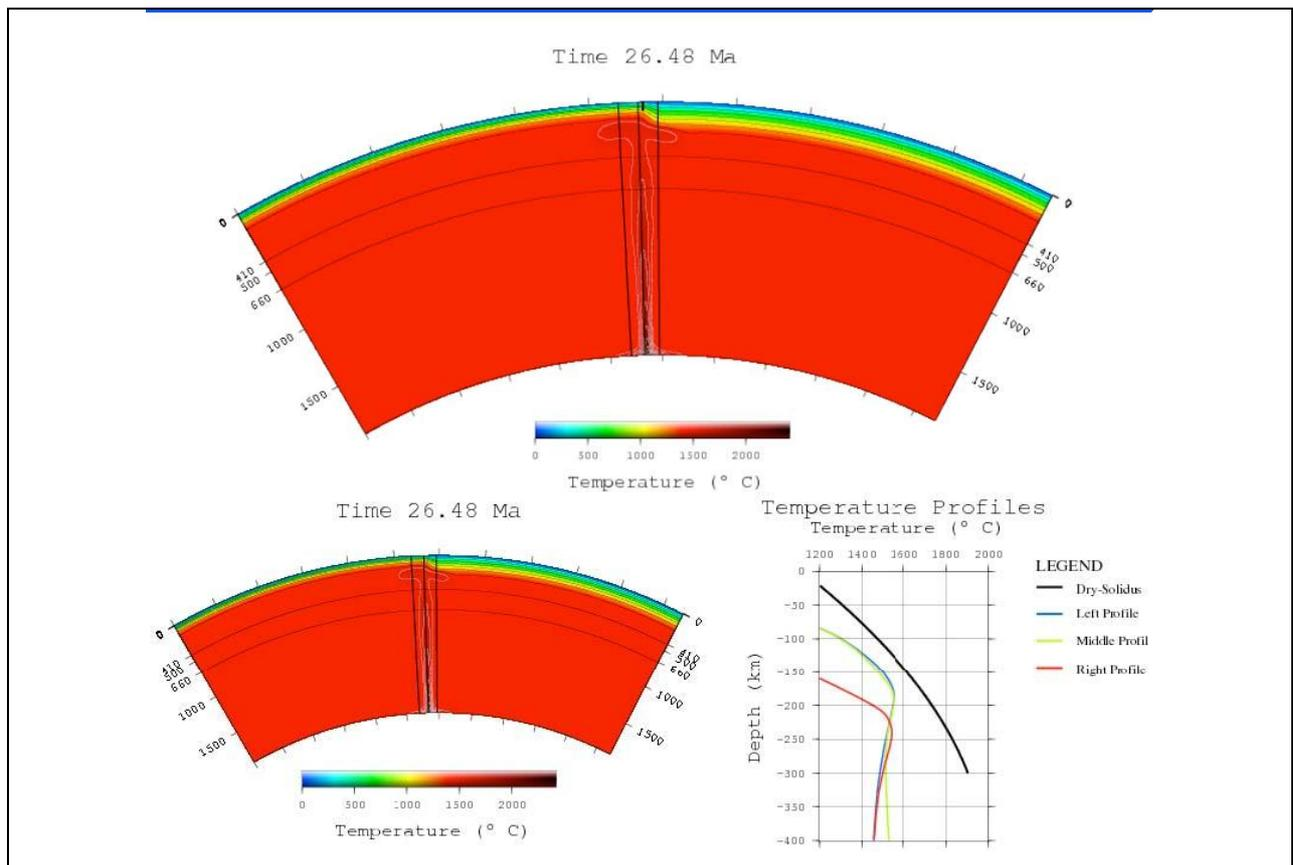 Time 26.48 Ma
0
410
500
660
1000
1500
0
410
500
660
1000
1500
0 500 1000 1500 2000
Temperature (° C)
Time 26.48 Ma
0
410
500
660
1000
1500
0
410
500
660
1000
1500
0 500 1000 1500 2000
Temperature (° C)
Temperature Profiles
Temperature (° C)
1200 1400 1600 1800 2000
0
-50
-100
-150
-200
-250
-300
-350
-400
Depth (km)
LEGEND
Dry-Solidus
Left Profile
Middle Profil
Right Profile